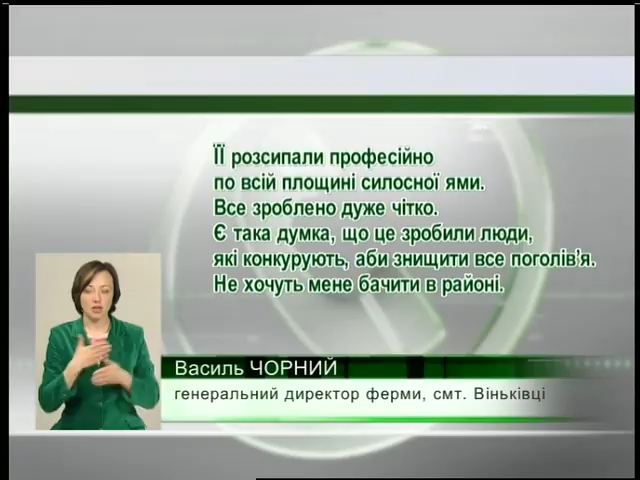 Її розсипали професійно
по всій площині силосної ями.
Все зроблено дуже чітко.
Є така думка, що це зробили люди,
які конкурують, аби знищити все поголів'я.
Не хочуть мене бачити в районі.
Василь ЧОРНИЙ
генеральний директор ферми, смт. Віньківці